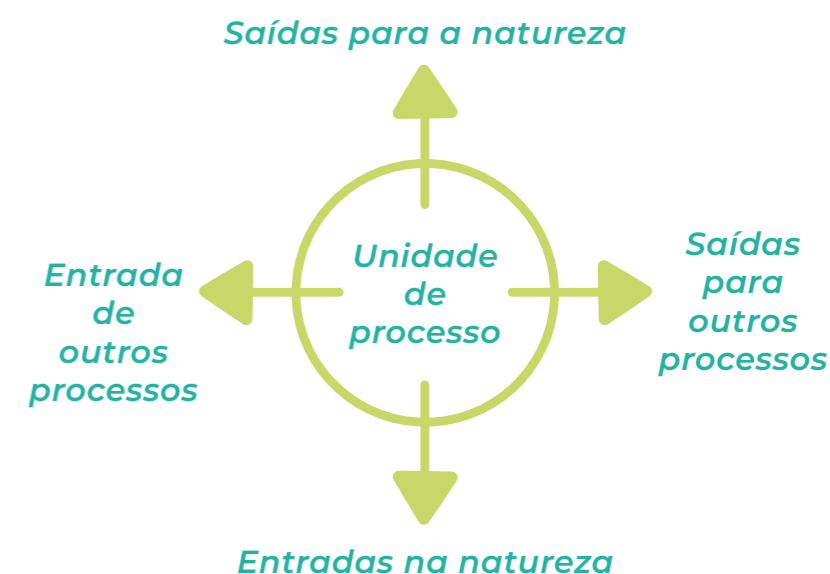 Saídas para a natureza
Entrada
de
outros
processos
Unidade
de
processo
Saídas
para
outros
processos
Entradas na natureza